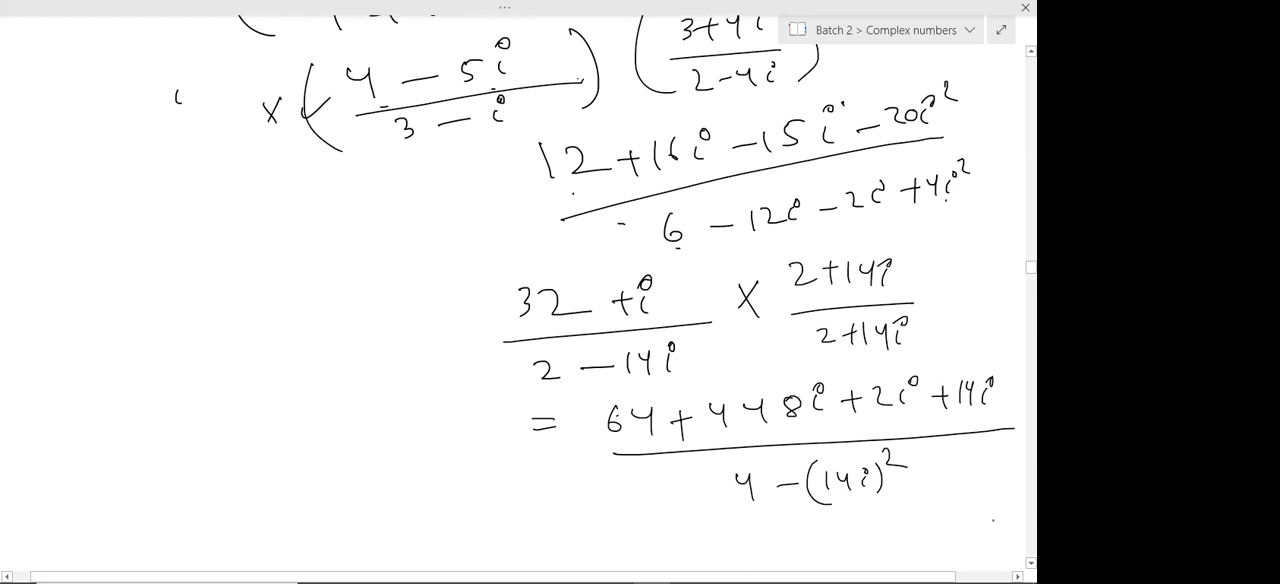 Batch 2 > Complex numbers
× (4 - 5i / 3 - i) (3+4i / 2-4i)
12 + 16i - 15i - 20i²
6 - 12i - 2i + 4i²
32 + i / 2 - 14i × 2+14i / 2+14i
= 64 + 448i + 2i + 14i
4 - (14i)²